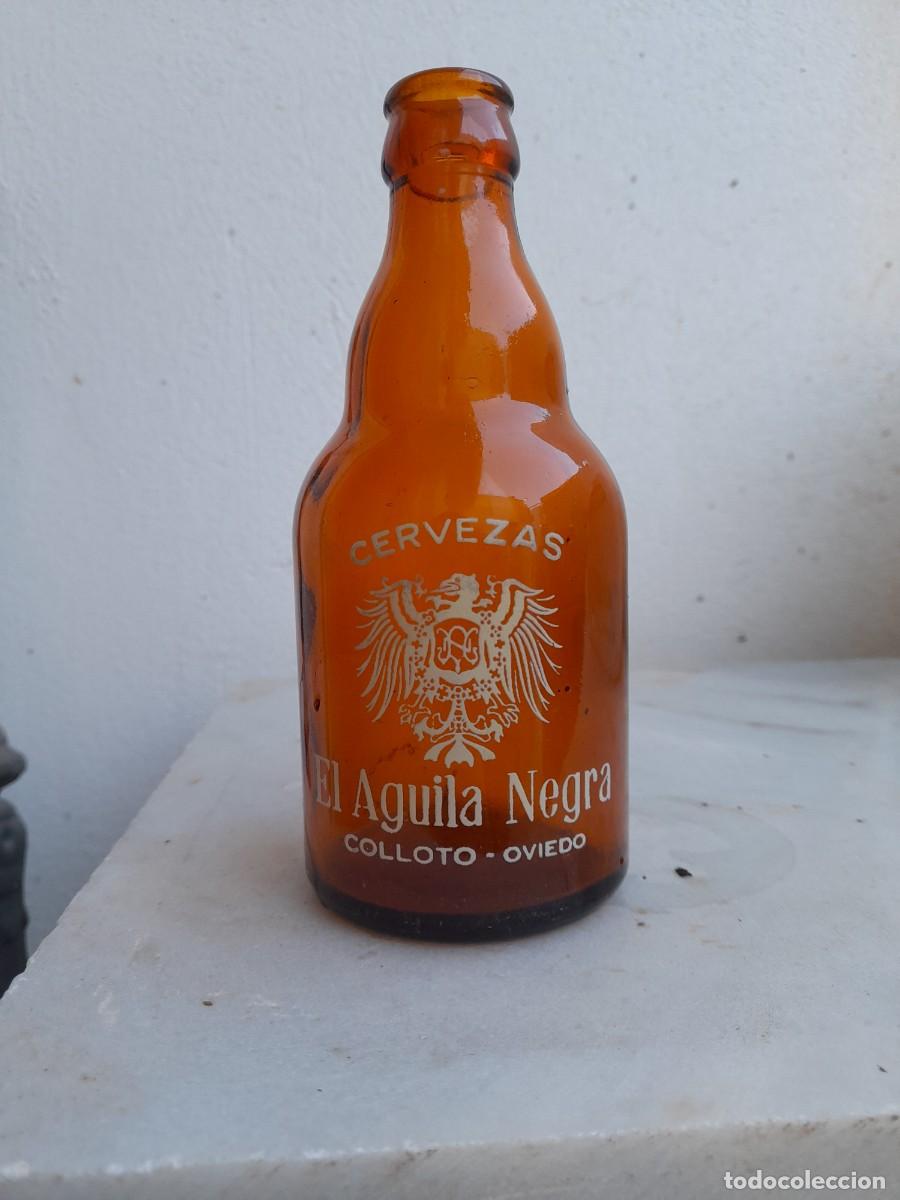 CERVEZAS
El Aguila Negra
COLLOTO - OVIEDO
todocoleccion